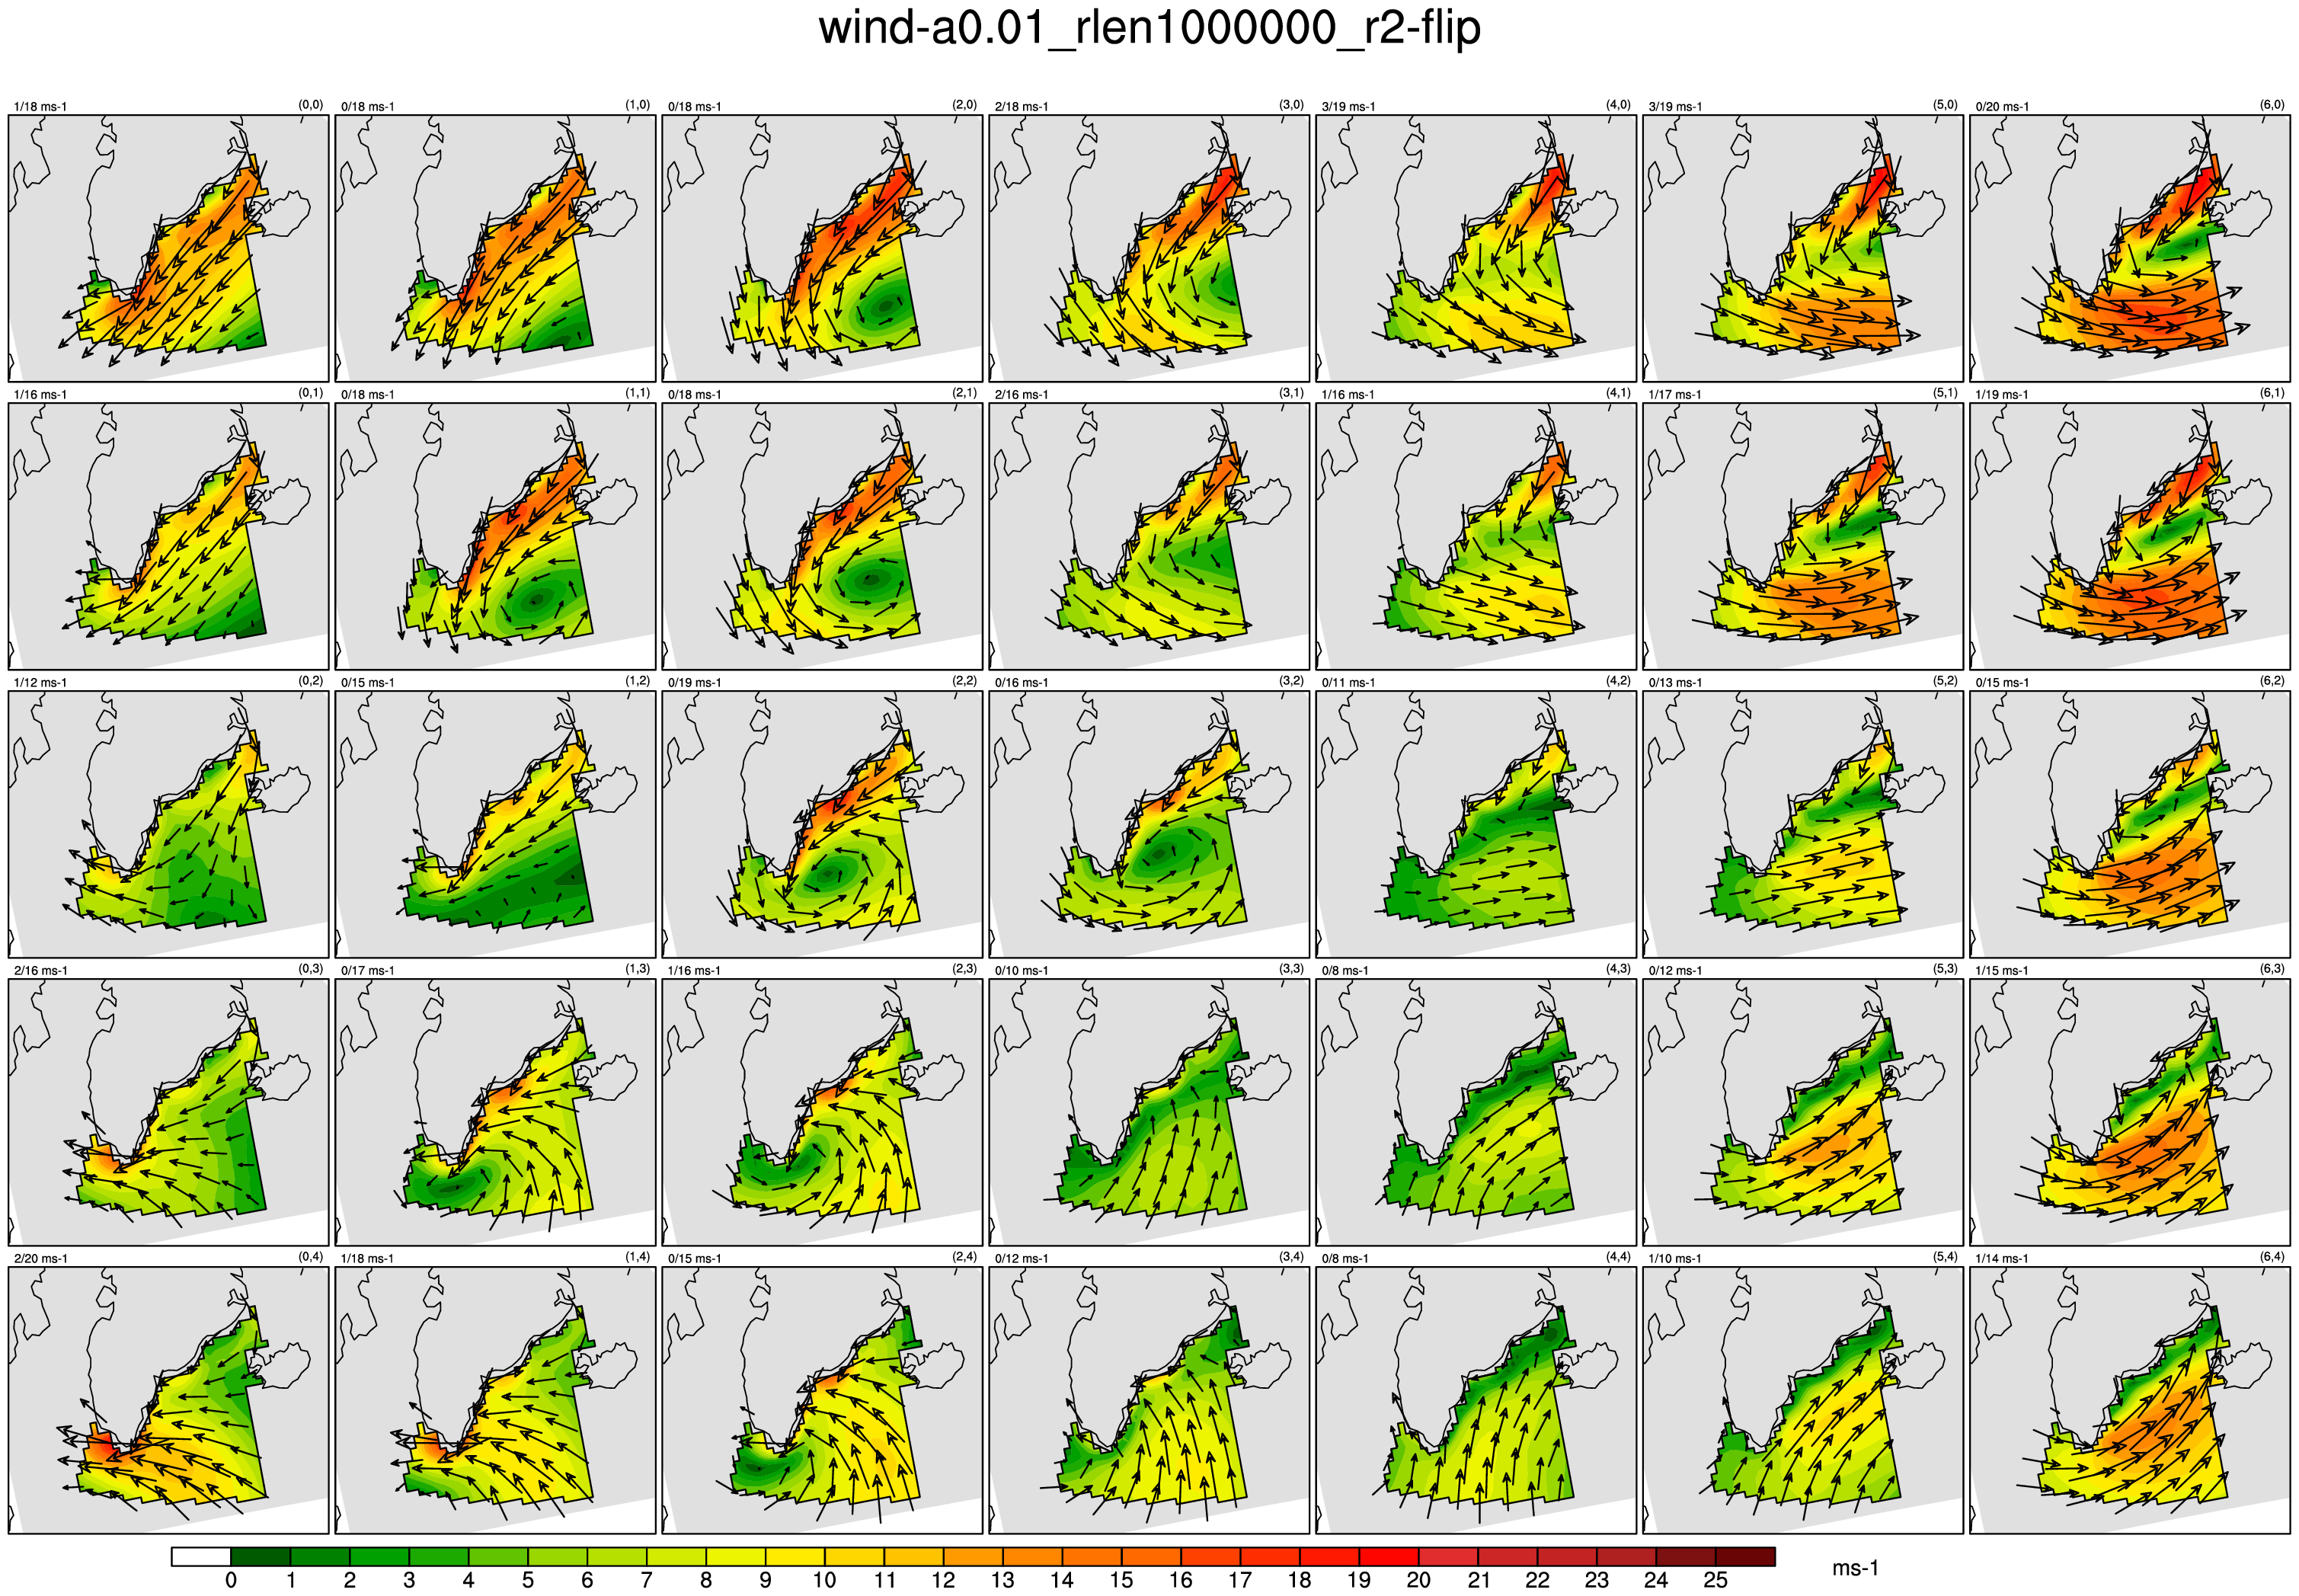 wind-a0.01_rlen1000000_r2-flip
1/18 ms-1 (0,0) 0/18 ms-1 (1,0) 0/18 ms-1 (2,0) 2/18 ms-1 (3,0) 3/19 ms-1 (4,0) 3/19 ms-1 (5,0) 0/20 ms-1 (6,0)
1/16 ms-1 (0,1) 0/18 ms-1 (1,1) 0/18 ms-1 (2,1) 2/16 ms-1 (3,1) 1/16 ms-1 (4,1) 1/17 ms-1 (5,1) 1/19 ms-1 (6,1)
1/12 ms-1 (0,2) 0/15 ms-1 (1,2) 0/19 ms-1 (2,2) 0/16 ms-1 (3,2) 0/11 ms-1 (4,2) 0/13 ms-1 (5,2) 0/15 ms-1 (6,2)
2/16 ms-1 (0,3) 0/17 ms-1 (1,3) 1/16 ms-1 (2,3) 0/10 ms-1 (3,3) 0/8 ms-1 (4,3) 0/12 ms-1 (5,3) 1/15 ms-1 (6,3)
2/20 ms-1 (0,4) 1/18 ms-1 (1,4) 0/15 ms-1 (2,4) 0/12 ms-1 (3,4) 0/8 ms-1 (4,4) 1/10 ms-1 (5,4) 1/14 ms-1 (6,4)
0 1 2 3 4 5 6 7 8 9 10 11 12 13 14 15 16 17 18 19 20 21 22 23 24 25 ms-1